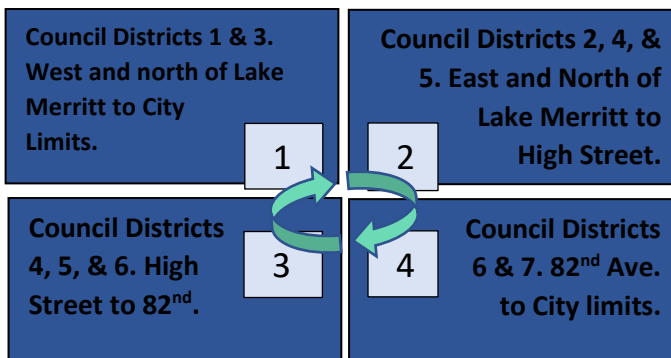 Council Districts 1 & 3.
West and north of Lake
Merritt to City
Limits.
1
Council Districts 2, 4, &
5. East and North of
Lake Merritt to
High Street.
2
Council Districts
4, 5, & 6. High
Street to 82nd.
3
Council Districts
6 & 7. 82nd Ave.
to City limits.
4